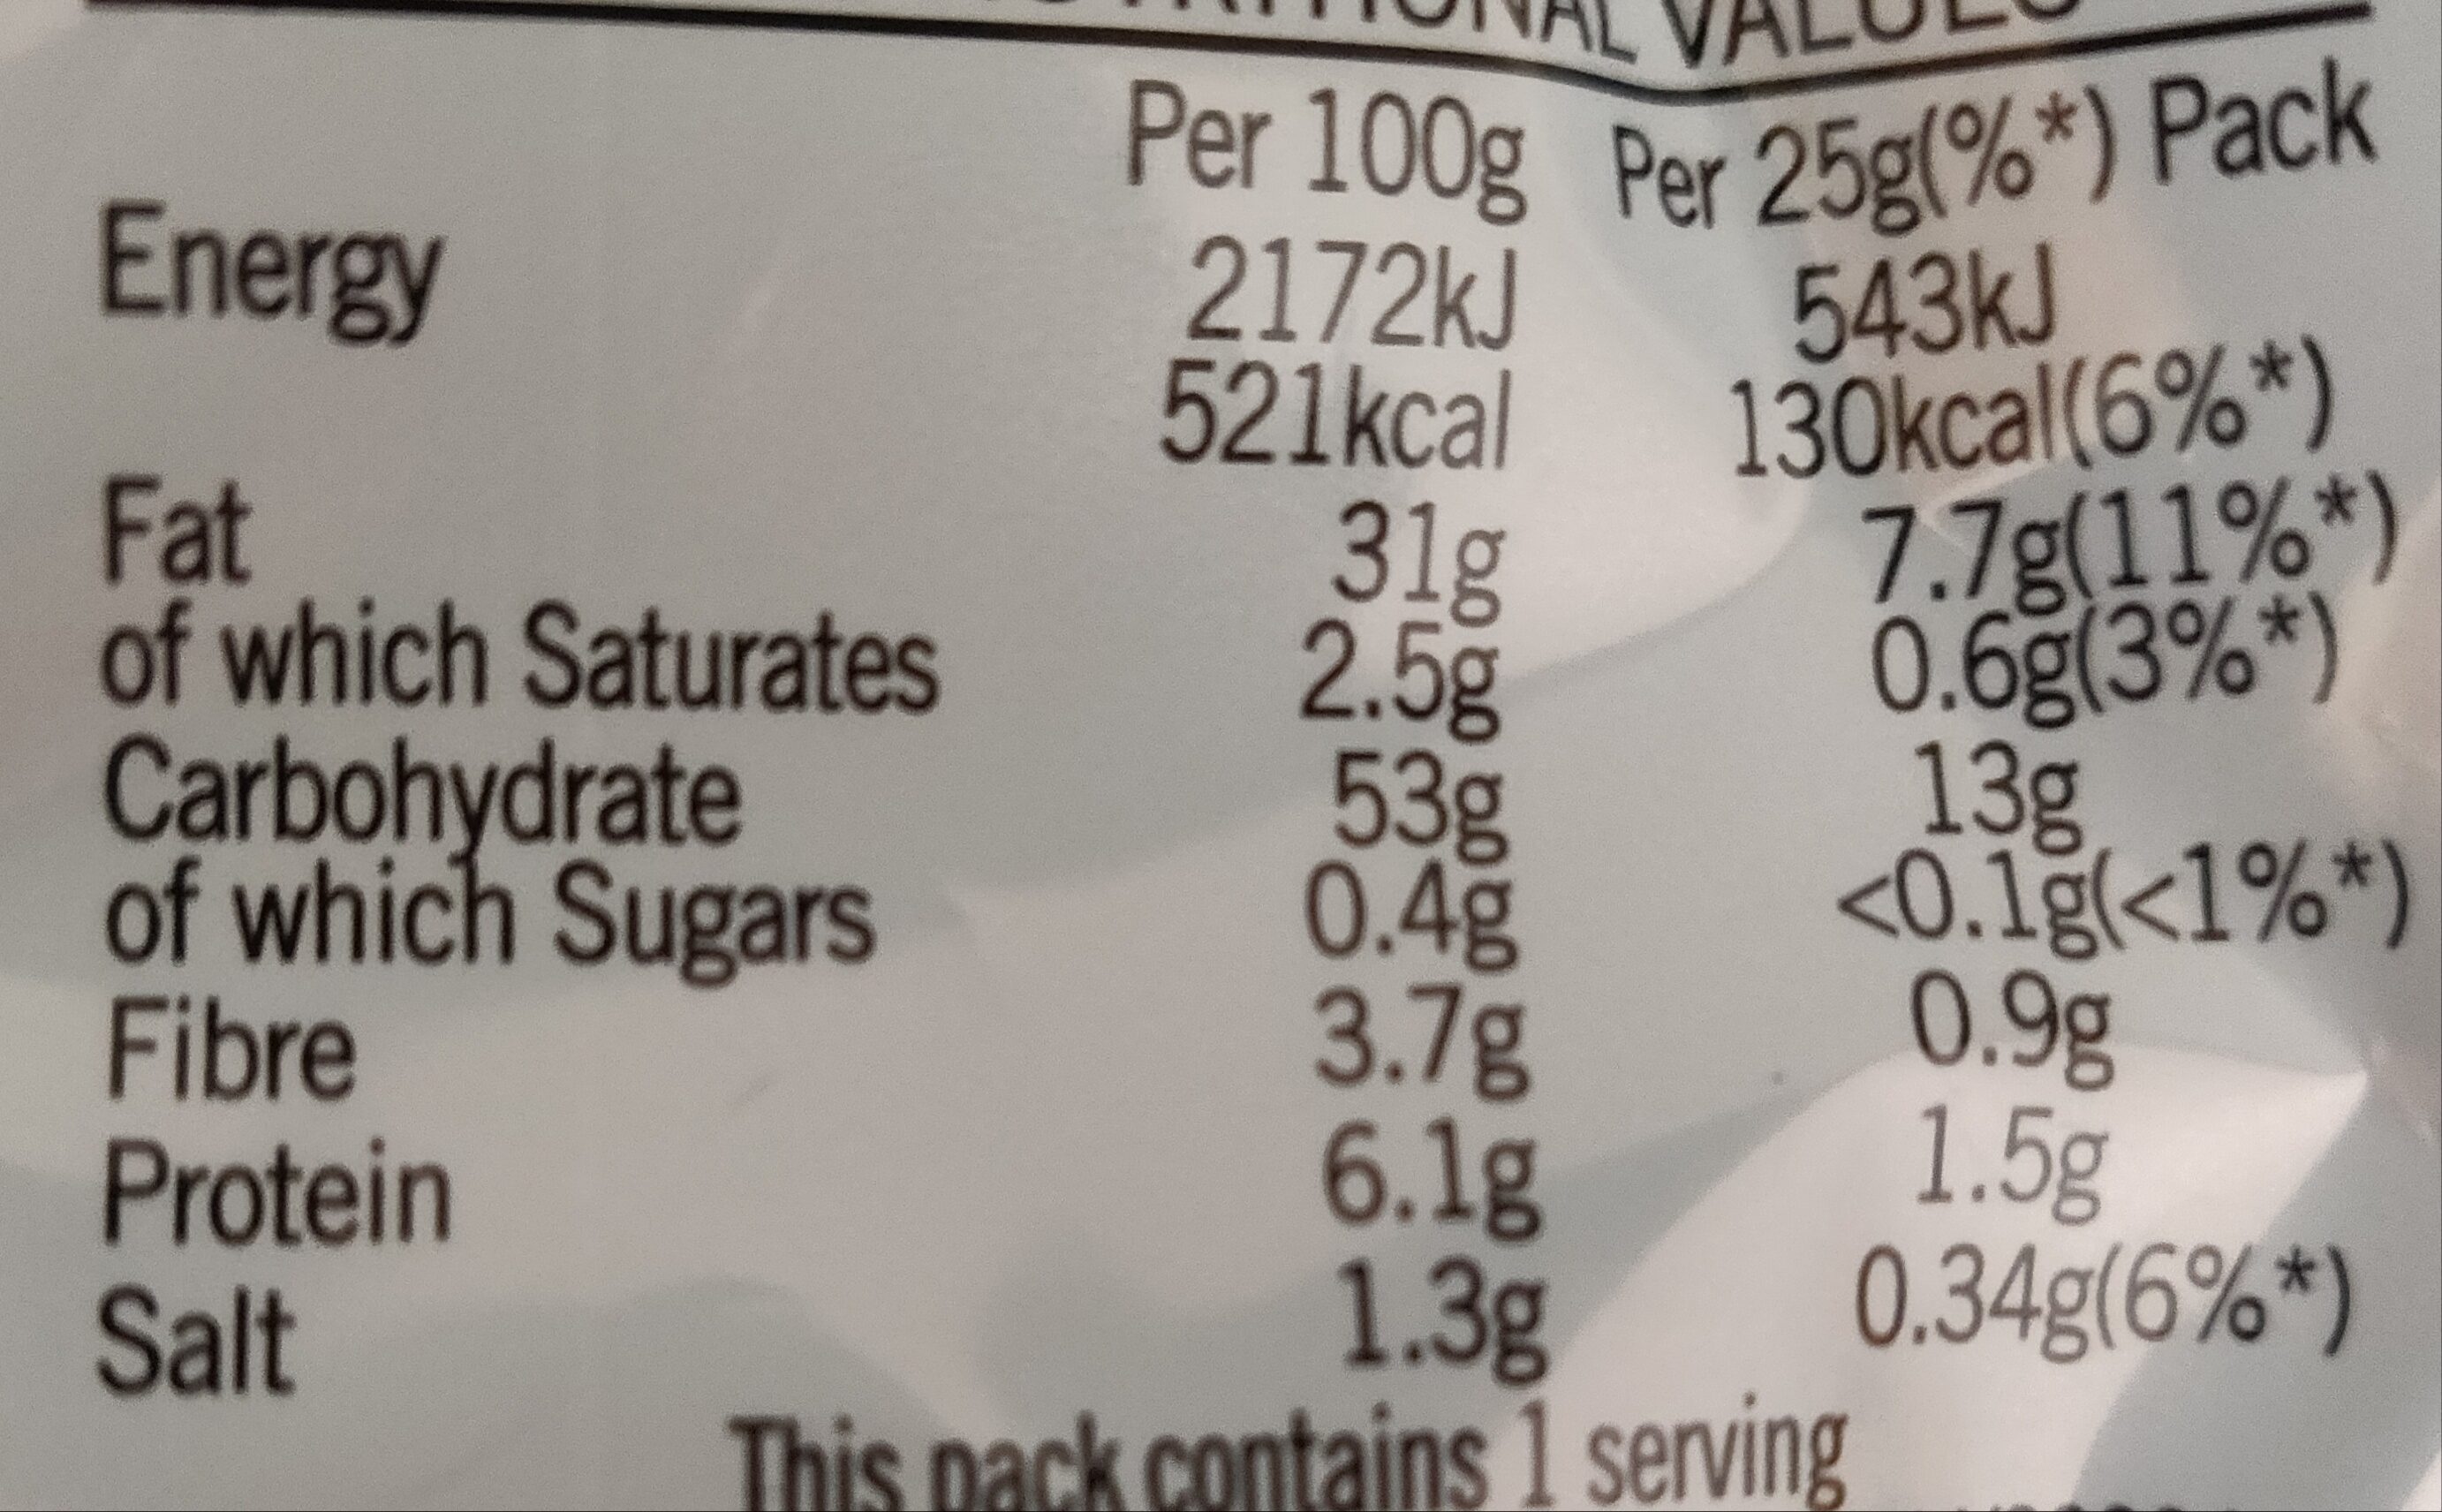 NUTRITIONAL VALUES
Per 100g Per 25g(%*) Pack
Energy 2172kJ 543kJ
521kcal 130kcal(6%*)
Fat 31g 7.7g(11%*)
of which Saturates 2.5g 0.6g(3%*)
Carbohydrate 53g 13g
of which Sugars 0.4g <0.1g(<1%*)
Fibre 3.7g 0.9g
Protein 6.1g 1.5g
Salt 1.3g 0.34g(6%*)
This pack contains 1 serving